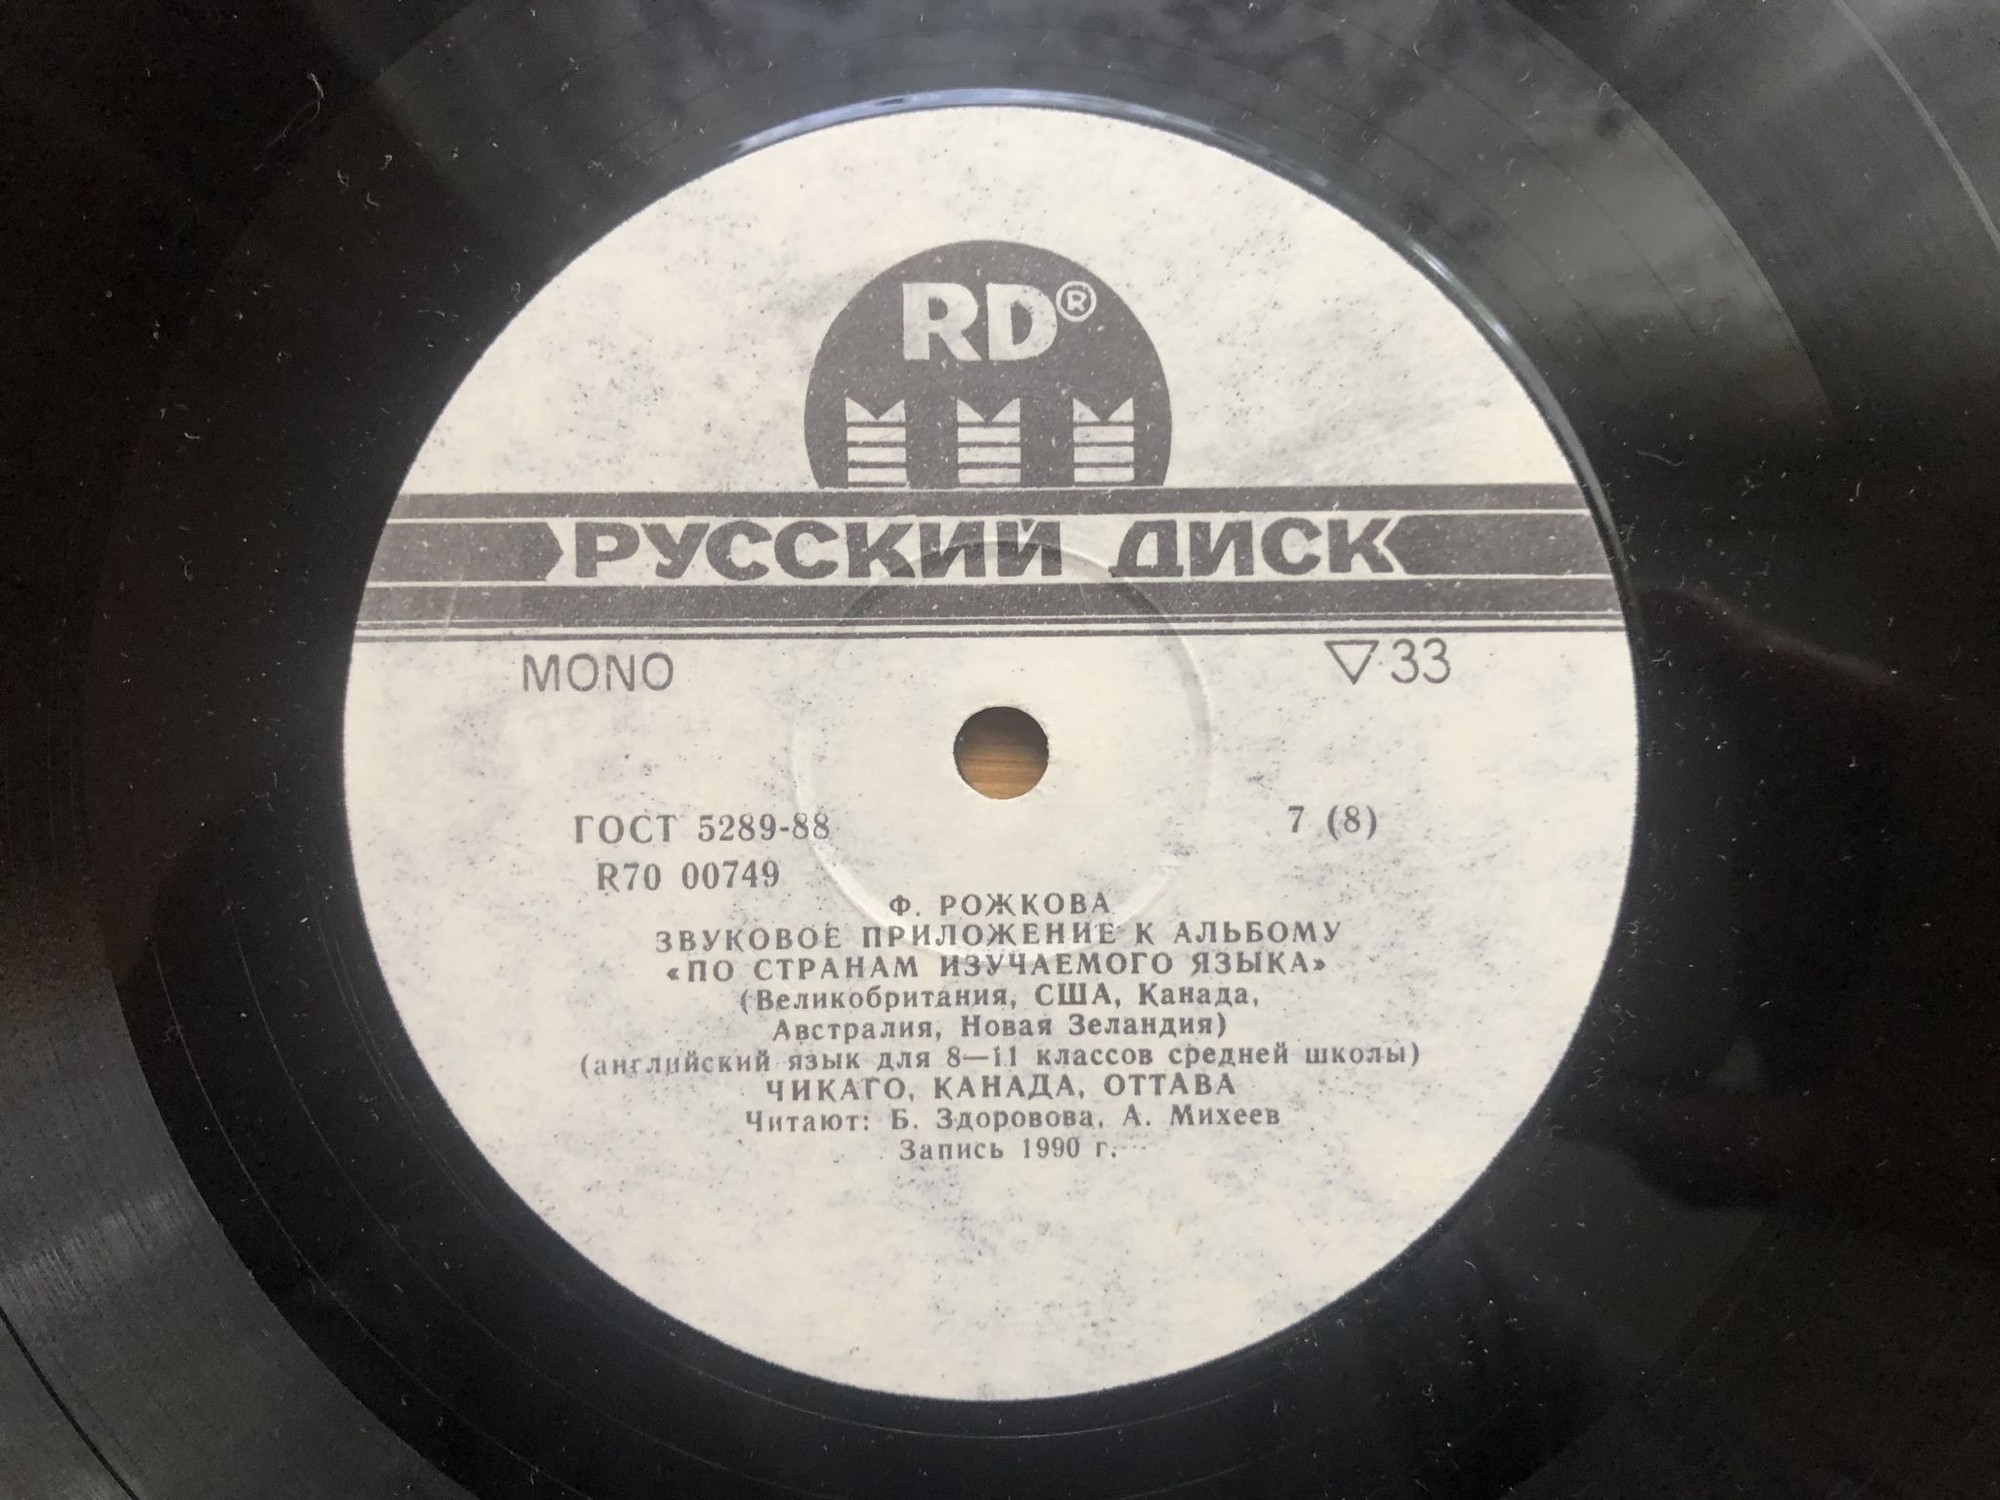 RD®
РУССКИЙ ДИСК
MONO ▽33
ГОСТ 5289-88 7 (8)
R70 00749
Ф. РОЖКОВА
ЗВУКОВОЕ ПРИЛОЖЕНИЕ К АЛЬБОМУ
«ПО СТРАНАМ ИЗУЧАЕМОГО ЯЗЫКА»
(Великобритания, США, Канада,
Австралия, Новая Зеландия)
(английский язык для 8—11 классов средней школы)
ЧИКАГО, КАНАДА, ОТТАВА
Читают: Б. Здоровова, А. Михеев
Запись 1990 г.